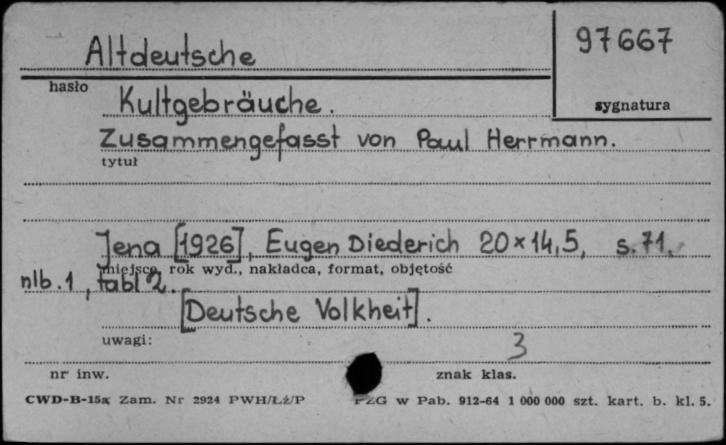 Altdeutsche
97667
hasło
sygnatura
Kultgebräuche.
Zusammengefasst von Paul Herrmann.
tytuł
Jena [1926], Eugen Diederich 20×14,5, s. 71,
miejsce, rok wyd., nakładca, format, objętość
nlb. 1, tabl 2.
[Deutsche Volkheit].
uwagi:
3
nr inw.
znak klas.
CWD-B-15a Zam. Nr 2924 PWH/Łź/P
PZG w Pab. 912-64 1 000 000 szt. kart. b. kl. 5.